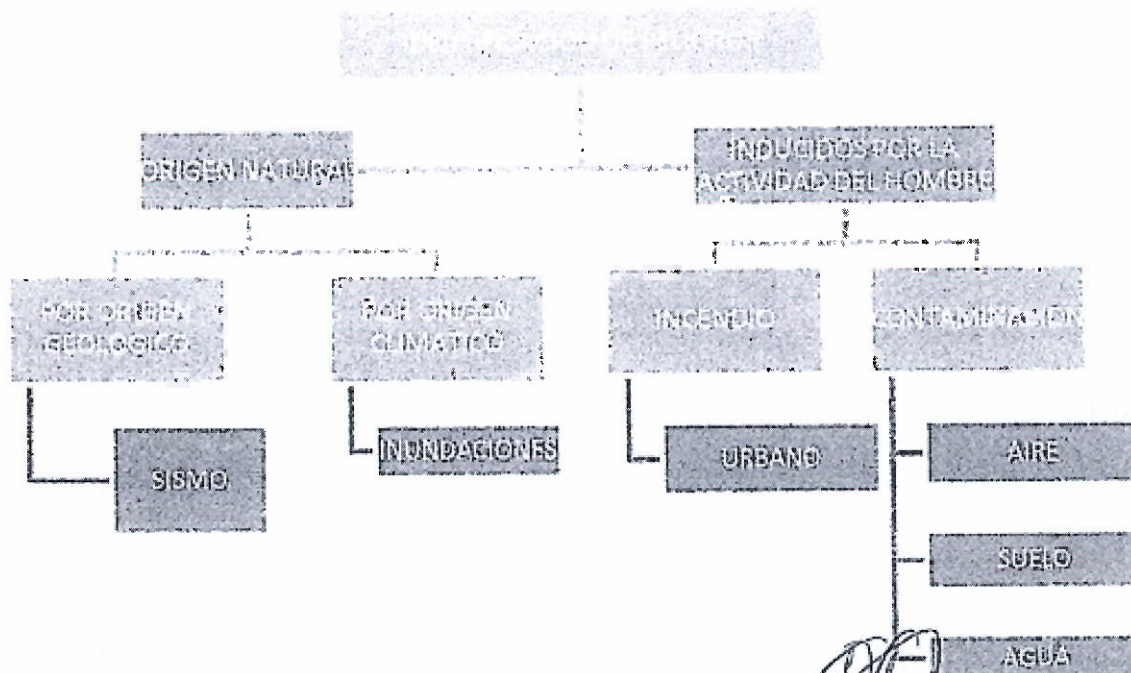 ORIGEN NATURAL
INDUCIDOS POR LA
ACTIVIDAD DEL HOMBRE
POR ORIGEN
GEOLOGICO
POR ORIGEN
CLIMATICO
INCENDIO
CONTAMINACION
SISMO
INUNDACIONES
URBANO
AIRE
SUELO
AGUA